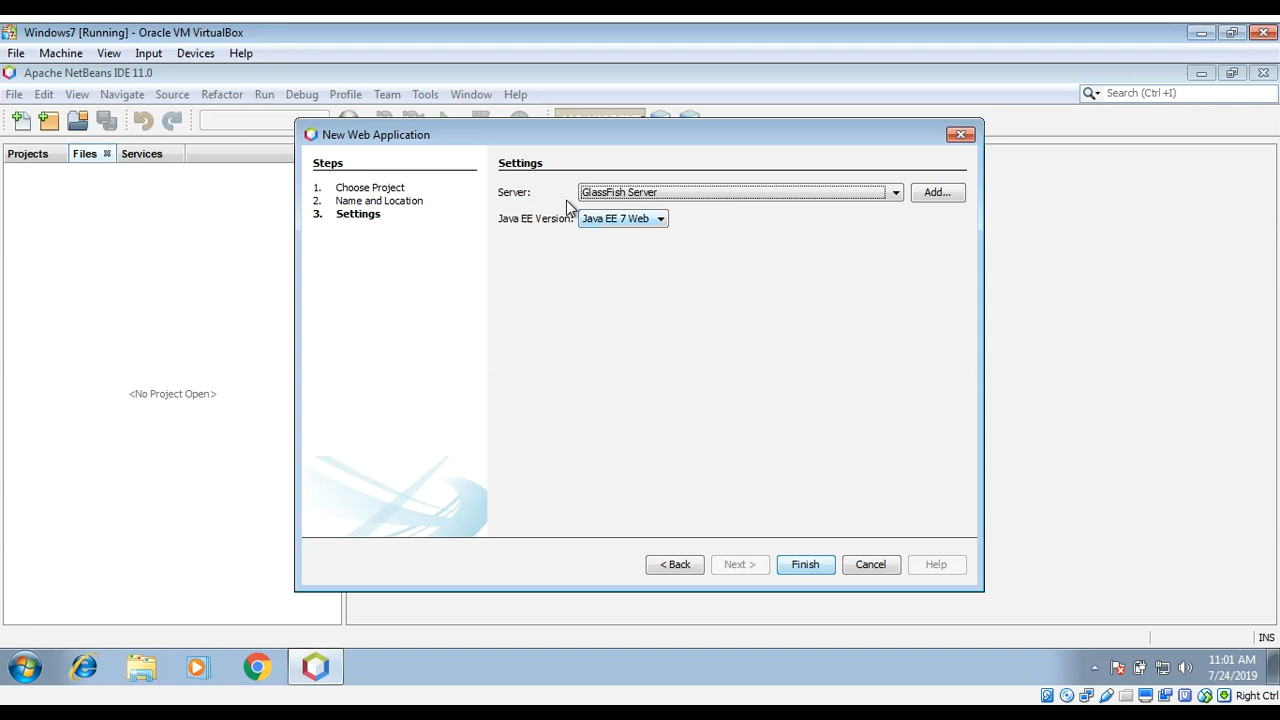 Windows7 [Running] - Oracle VM VirtualBox
File Machine View Input Devices Help
Apache NetBeans IDE 11.0
File Edit View Navigate Source Refactor Run Debug Profile Team Tools Window Help
Search (Ctrl+I)
Projects Files Services
<No Project Open>
New Web Application
Steps
1. Choose Project
2. Name and Location
3. Settings
Settings
Server: GlassFish Server Add...
Java EE Version: Java EE 7 Web
< Back Next > Finish Cancel Help
INS
11:01 AM
7/24/2019
Right Ctrl